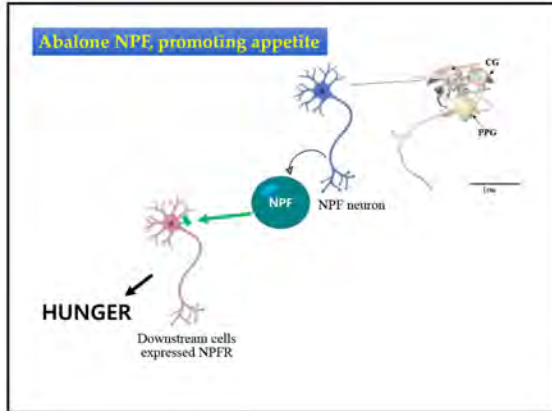 Abalone NPF, promoting appetite
CG
PPG
NPF
NPF neuron
HUNGER
Downstream cells
expressed NPFR